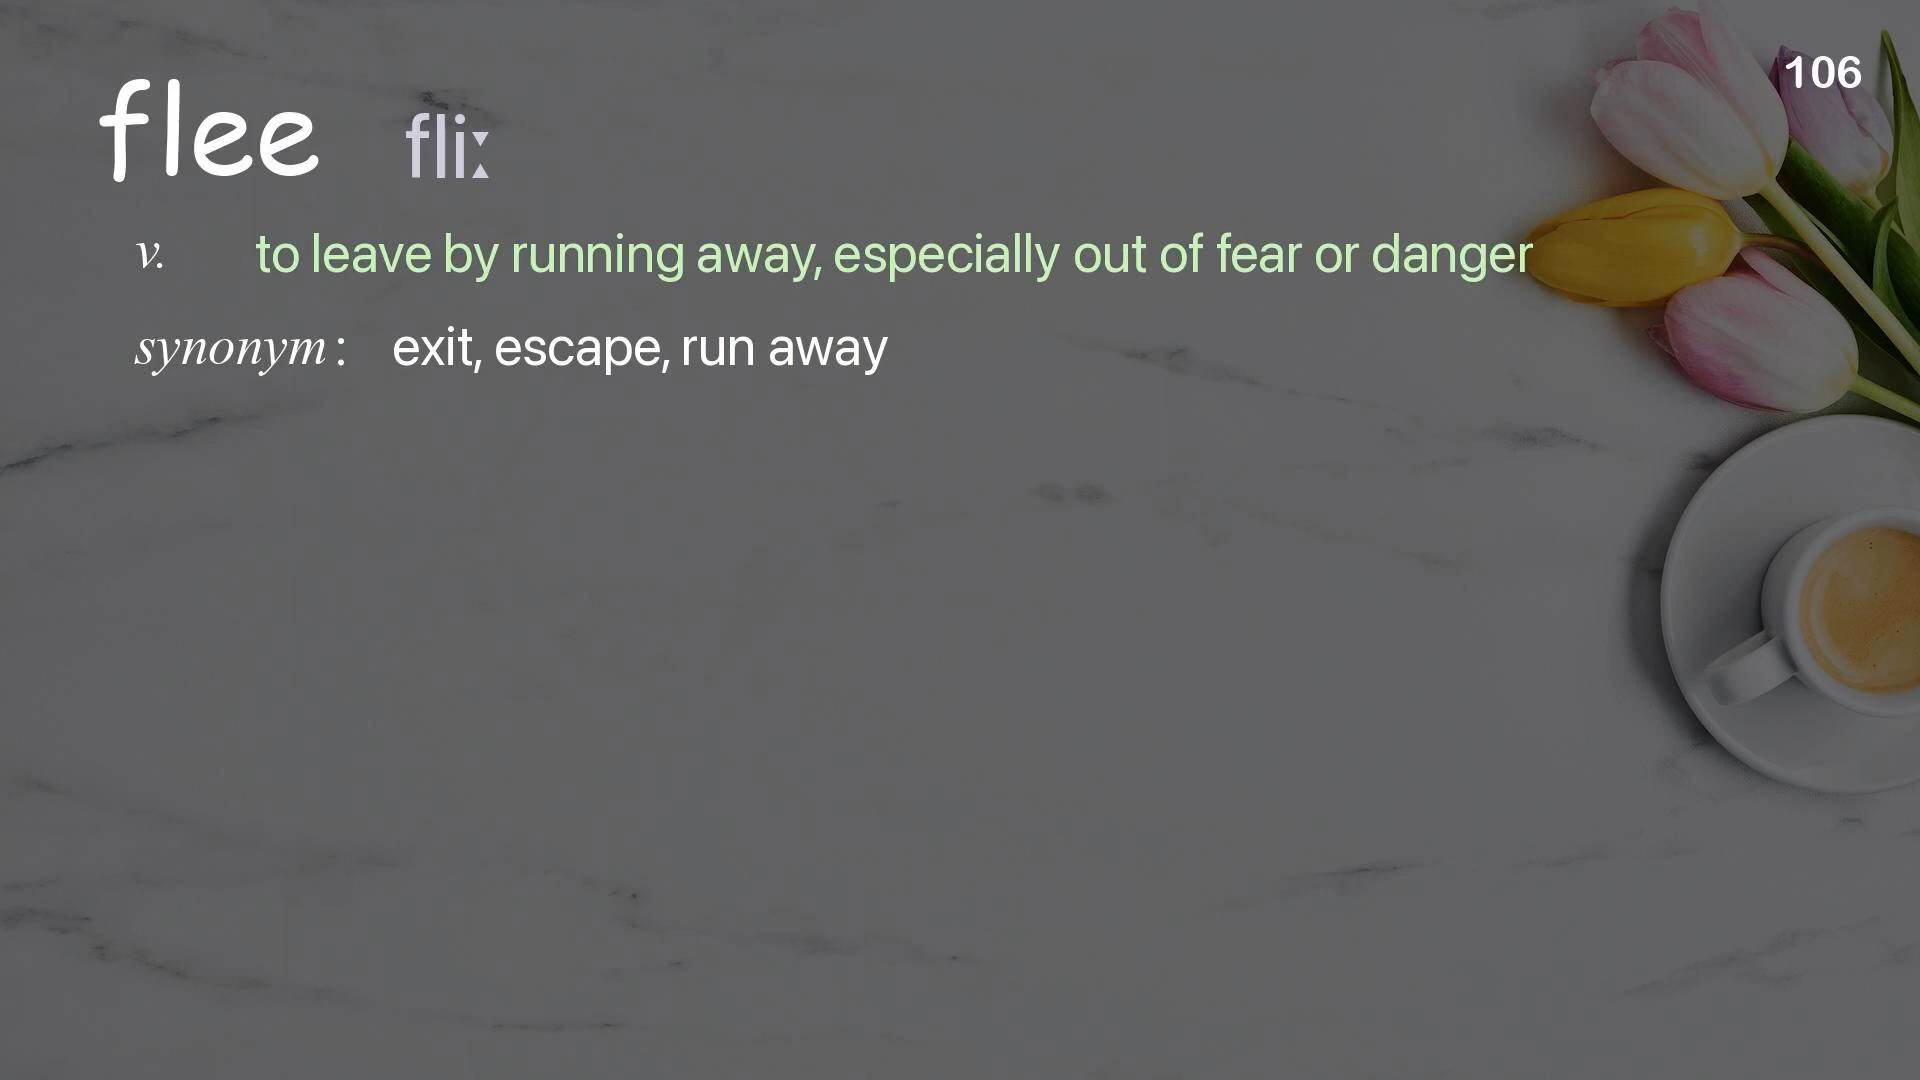 106
flee fliː
v. to leave by running away, especially out of fear or danger
synonym: exit, escape, run away